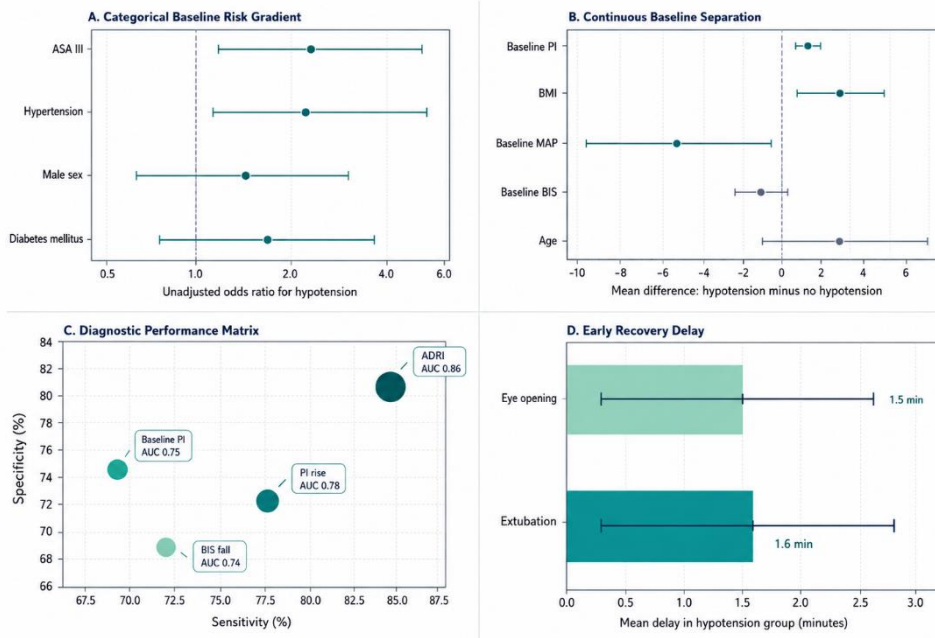 A. Categorical Baseline Risk Gradient
ASA III
Hypertension
Male sex
Diabetes mellitus
0.5 1.0 2.0 4.0 6.0
Unadjusted odds ratio for hypotension
B. Continuous Baseline Separation
Baseline PI
BMI
Baseline MAP
Baseline BIS
Age
-10 -8 -6 -4 -2 0 2 4 6
Mean difference: hypotension minus no hypotension
C. Diagnostic Performance Matrix
84
82
80
76
74
72
70
68
66
Specificity (%)
ADRI
AUC 0.86
Baseline PI
AUC 0.75
PI rise
AUC 0.78
BIS fall
AUC 0.74
67.5 70.0 72.5 75.0 77.5 80.0 82.5 85.0 87.5
Sensitivity (%)
D. Early Recovery Delay
Eye opening
1.5 min
Extubation
1.6 min
0.0 0.5 1.0 1.5 2.0 2.5 3.0
Mean delay in hypotension group (minutes)